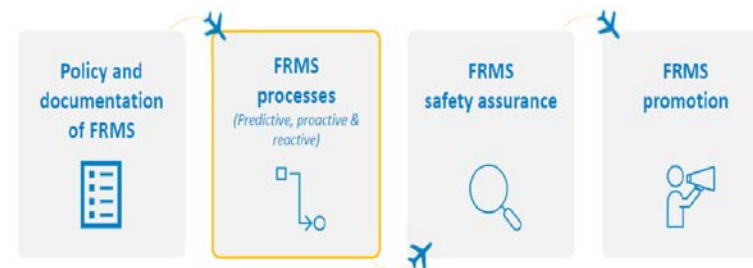 Policy and
documentation
of FRMS
FRMS
processes
(Predictive, proactive &
reactive)
FRMS
safety assurance
FRMS
promotion